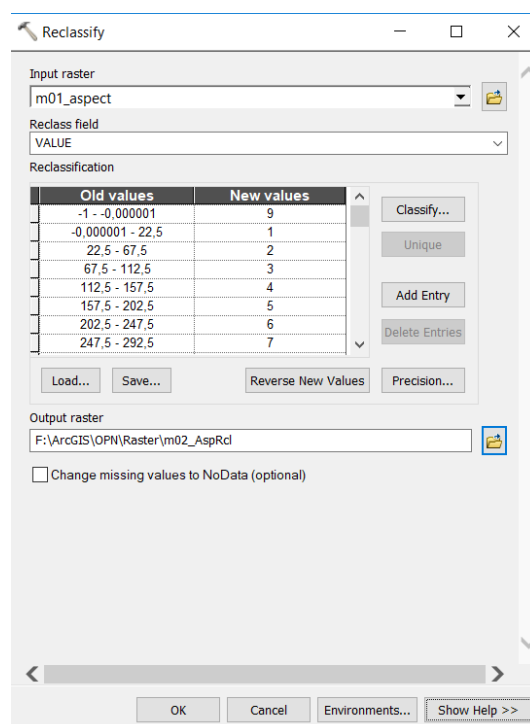 Reclassify
Input raster
m01_aspect
Reclass field
VALUE
Reclassification
Old values New values
-1 - -0,000001 9
-0,000001 - 22,5 1
22,5 - 67,5 2
67,5 - 112,5 3
112,5 - 157,5 4
157,5 - 202,5 5
202,5 - 247,5 6
247,5 - 292,5 7
Classify...
Unique
Add Entry
Delete Entries
Load... Save... Reverse New Values Precision...
Output raster
F:\ArcGIS\OPN\Raster\m02_AspRcl
Change missing values to NoData (optional)
OK Cancel Environments... Show Help >>